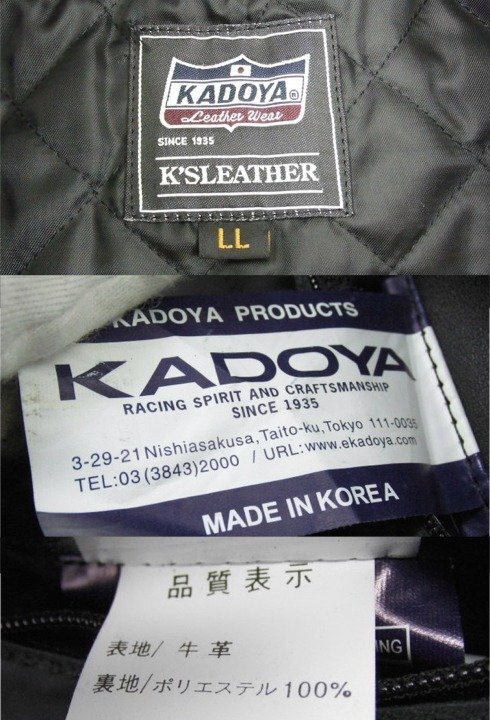 KADOYA®
Leather Wear
SINCE 1935
K'SLEATHER
LL
KADOYA PRODUCTS
KADOYA
RACING SPIRIT AND CRAFTSMANSHIP
SINCE 1935
3-29-21 Nishiasakusa, Taito-ku, Tokyo 111-0035
TEL:03(3843)2000 / URL:www.ekadoya.com
MADE IN KOREA
品質表示
表地/ 牛革
裏地/ポリエステル100%